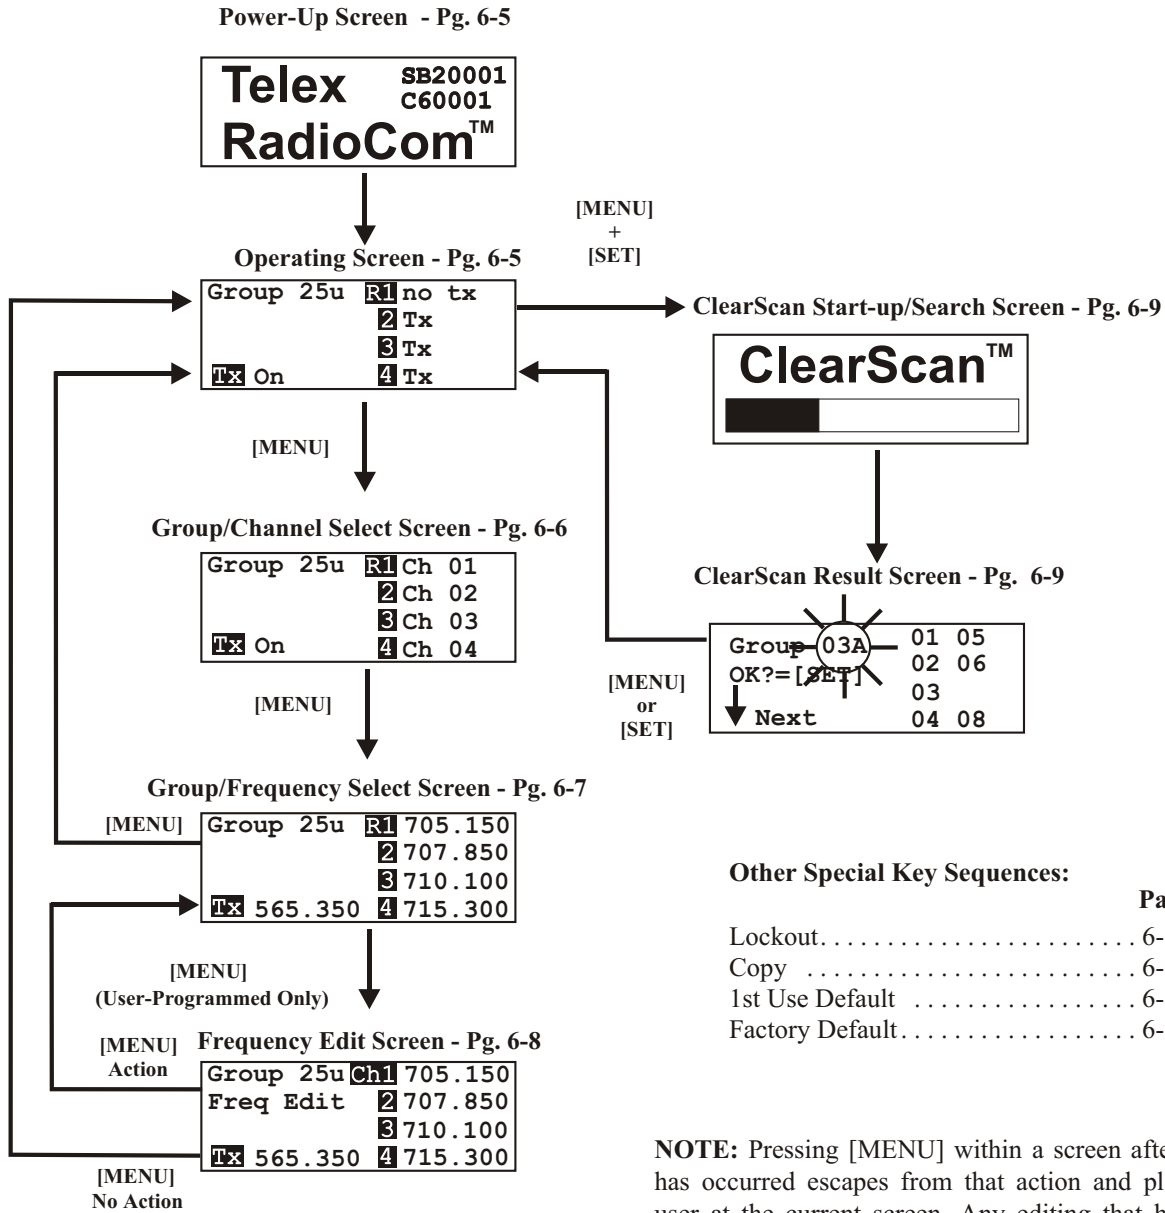 Power-Up Screen - Pg. 6-5
Telex SB20001
C60001
RadioCom™
[MENU]
+
[SET]
Operating Screen - Pg. 6-5
Group 25u R1 no tx
2 Tx
3 Tx
Tx On 4 Tx
ClearScan Start-up/Search Screen - Pg. 6-9
ClearScan™
[MENU]
Group/Channel Select Screen - Pg. 6-6
Group 25u R1 Ch 01
2 Ch 02
3 Ch 03
Tx On 4 Ch 04
ClearScan Result Screen - Pg. 6-9
Group 03A 01 05
OK?=[SET] 02 06
03
Next 04 08
[MENU]
or
[SET]
[MENU]
Group/Frequency Select Screen - Pg. 6-7
[MENU]
Group 25u R1 705.150
2 707.850
3 710.100
Tx 565.350 4 715.300
[MENU]
(User-Programmed Only)
Frequency Edit Screen - Pg. 6-8
[MENU]
Action
Group 25u Ch1 705.150
Freq Edit 2 707.850
3 710.100
Tx 565.350 4 715.300
[MENU]
No Action
Other Special Key Sequences:
Lockout . . . . . . . . . . . . . . . . . . . . . . . . 6-
Copy . . . . . . . . . . . . . . . . . . . . . . . . . 6-
1st Use Default . . . . . . . . . . . . . . . . . 6-
Factory Default . . . . . . . . . . . . . . . . . . 6-
NOTE: Pressing [MENU] within a screen afte
has occurred escapes from that action and pl
user at the current screen. Any editing that